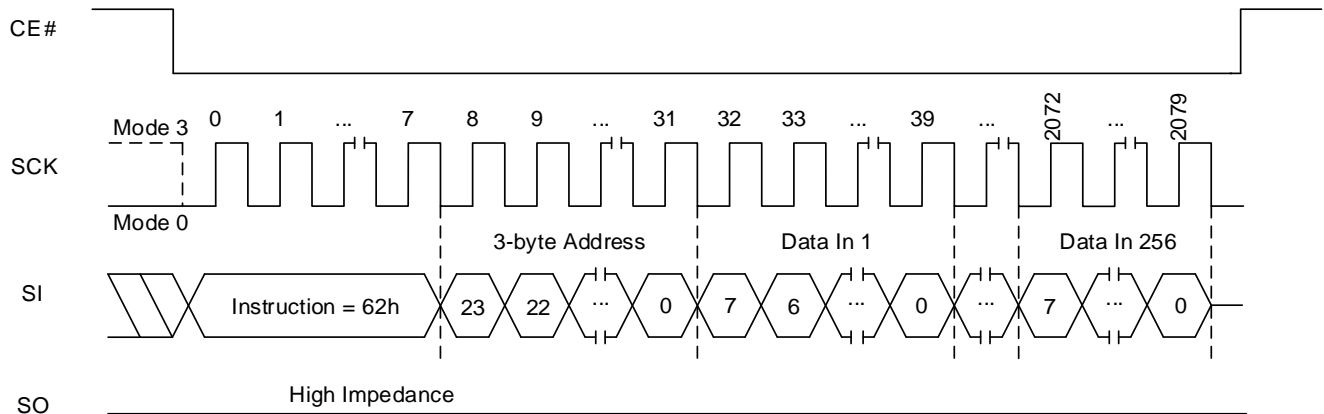 CE#
0 1 ... 7 8 9 ... 31 32 33 ... 39 ... 2072 ... 2079
Mode 3
SCK
Mode 0
3-byte Address Data In 1 Data In 256
SI
Instruction = 62h 23 22 ... 0 7 6 ... 0 ... 7 ... 0
High Impedance
SO